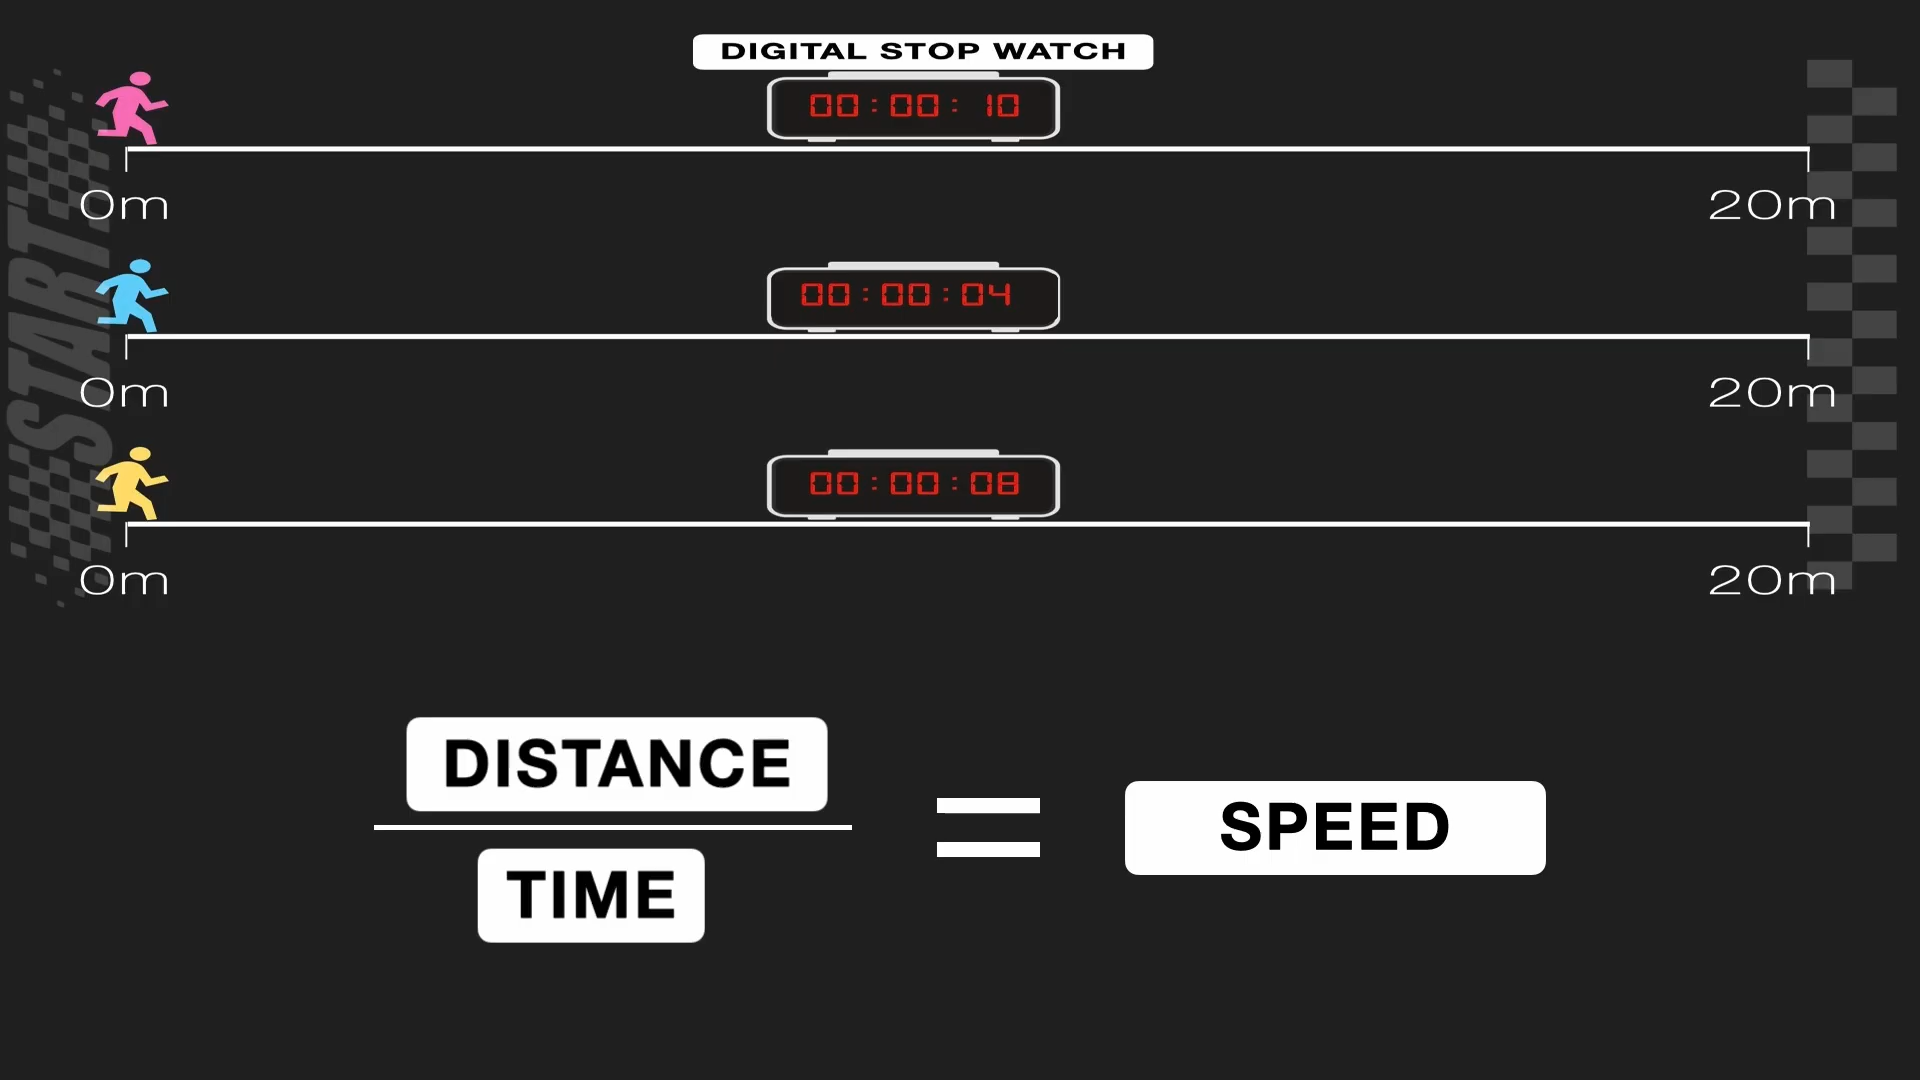 DIGITAL STOP WATCH
00:00:10
0m
20m
00:00:04
0m
20m
00:00:08
0m
20m
START
DISTANCE
TIME
=
SPEED